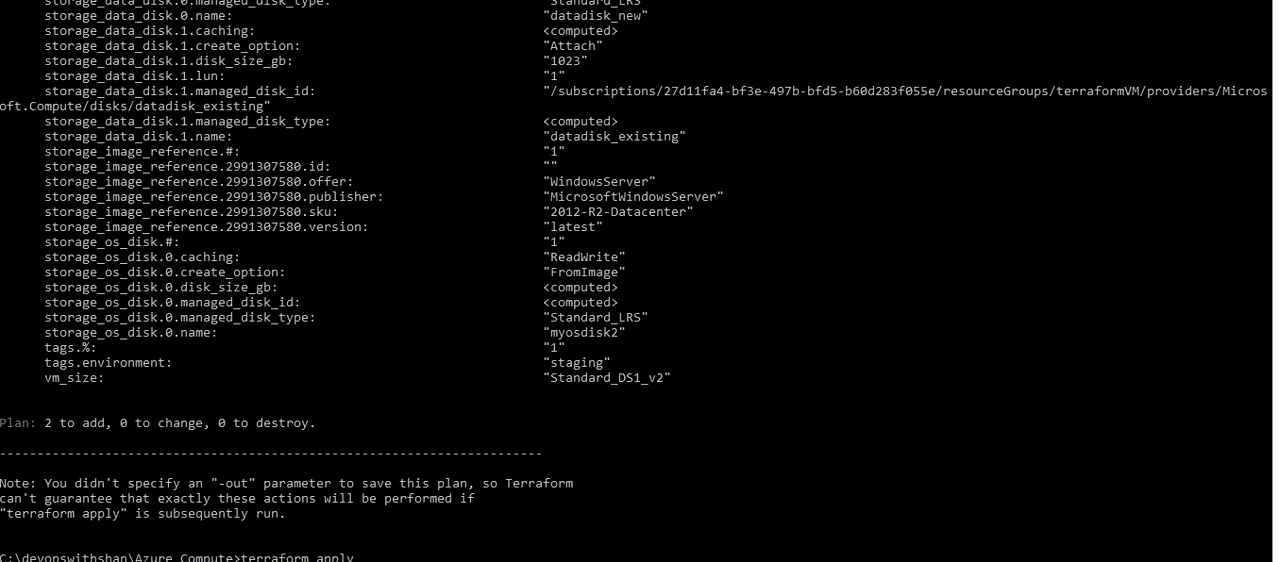 storage_data_disk.0.managed_disk_type: "Standard_LRS"
storage_data_disk.0.name: "datadisk_new"
storage_data_disk.1.caching: <computed>
storage_data_disk.1.create_option: "Attach"
storage_data_disk.1.disk_size_gb: "1023"
storage_data_disk.1.lun: "1"
storage_data_disk.1.managed_disk_id: "/subscriptions/27d11fa4-bf3e-497b-bfd5-b60d283f055e/resourceGroups/terraformVM/providers/Micros
oft.Compute/disks/datadisk_existing"
storage_data_disk.1.managed_disk_type: <computed>
storage_data_disk.1.name: "datadisk_existing"
storage_image_reference.#: "1"
storage_image_reference.2991307580.id: ""
storage_image_reference.2991307580.offer: "WindowsServer"
storage_image_reference.2991307580.publisher: "MicrosoftWindowsServer"
storage_image_reference.2991307580.sku: "2012-R2-Datacenter"
storage_image_reference.2991307580.version: "latest"
storage_os_disk.#: "1"
storage_os_disk.0.caching: "ReadWrite"
storage_os_disk.0.create_option: "FromImage"
storage_os_disk.0.disk_size_gb: <computed>
storage_os_disk.0.managed_disk_id: <computed>
storage_os_disk.0.managed_disk_type: "Standard_LRS"
storage_os_disk.0.name: "myosdisk2"
tags.%: "1"
tags.environment: "staging"
vm_size: "Standard_DS1_v2"
Plan: 2 to add, 0 to change, 0 to destroy.
------------------------------------------------------------------------
Note: You didn't specify an "-out" parameter to save this plan, so Terraform
can't guarantee that exactly these actions will be performed if
"terraform apply" is subsequently run.
C:\devopswithshan\Azure Compute>terraform apply